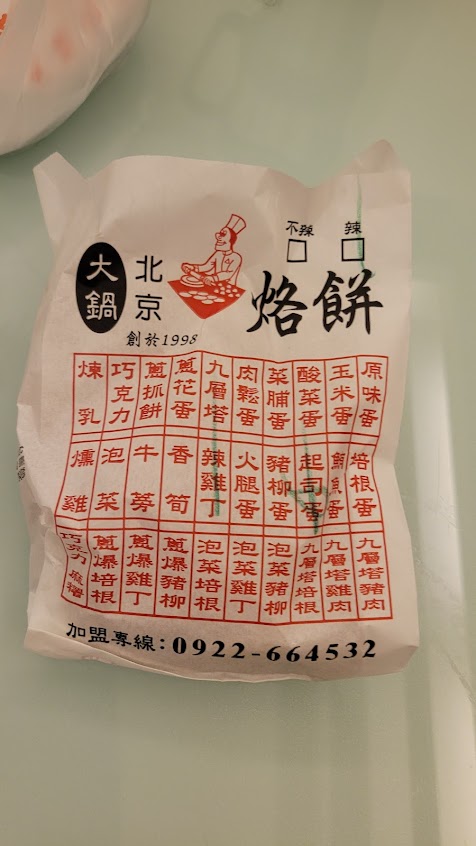 不辣 辣
大鍋 北京 烙餅
創於1998
原味蛋
玉米蛋
酸菜蛋
菜脯蛋
肉鬆蛋
九層塔
蔥花蛋
蔥抓餅
巧克力
煉乳
培根蛋
鮪魚蛋
起司蛋
豬柳蛋
火腿蛋
辣雞丁
香筍
牛蒡
泡菜
燻雞
九層塔豬肉
九層塔雞肉
九層塔培根
泡菜豬柳
泡菜雞丁
泡菜培根
蔥爆豬柳
蔥爆雞丁
蔥爆培根
巧克力麻糬
加盟專線：0922-664532